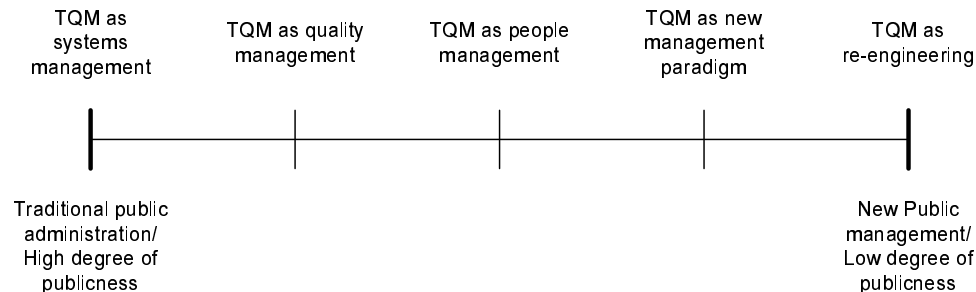 TQM as
systems
management
TQM as quality
management
TQM as people
management
TQM as new
management
paradigm
TQM as
re-engineering
Traditional public
administration/
High degree of
publicness
New Public
management/
Low degree of
publicness